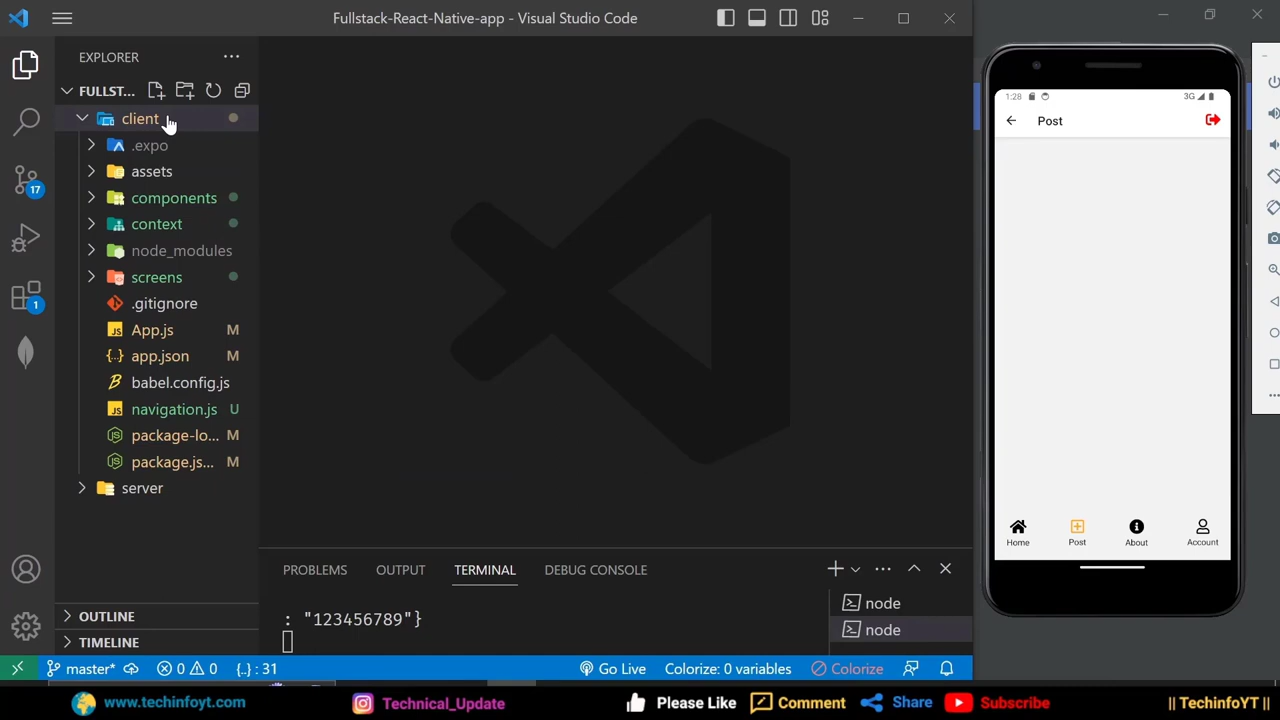 Fullstack-React-Native-app - Visual Studio Code
EXPLORER
FULLST...
client
.expo
assets
components
context
node_modules
screens
.gitignore
App.js M
app.json M
babel.config.js
navigation.js U
package-lo... M
package.js... M
server
OUTLINE
TIMELINE
17
1
PROBLEMS OUTPUT TERMINAL DEBUG CONSOLE
: "123456789"}
node
node
master* 0 0 {..} : 31 Go Live Colorize: 0 variables Colorize
1:28 3G
Post
Home Post About Account
www.techinfoyt.com Technical_Update Please Like Comment Share Subscribe || TechinfoYT ||